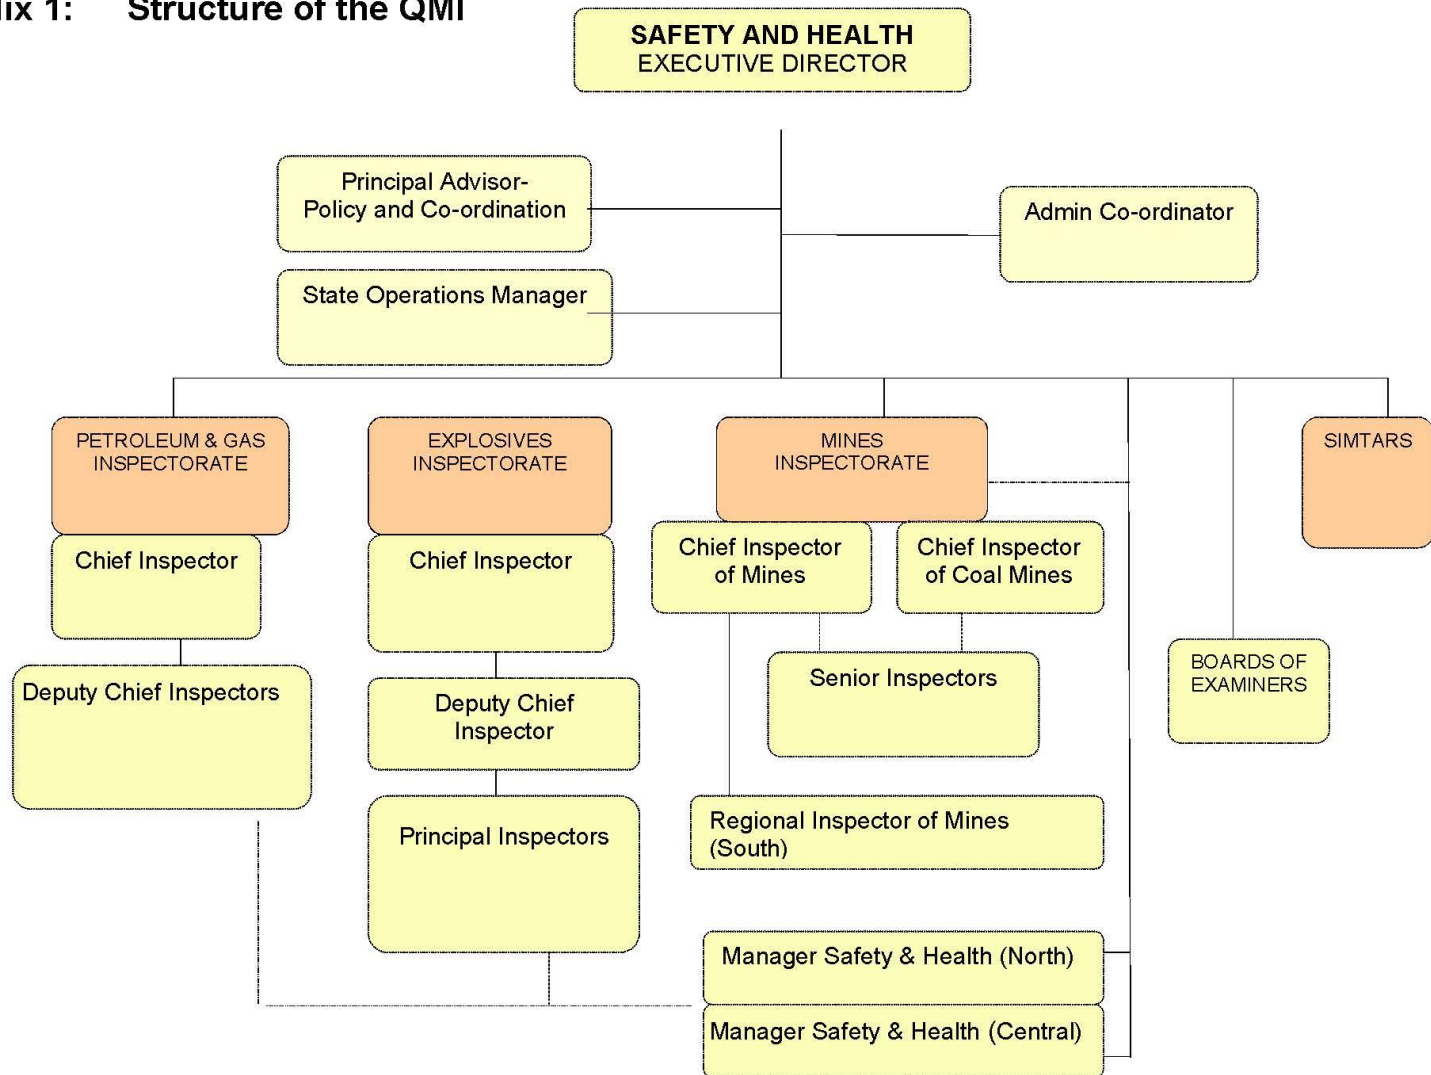 lix 1: Structure of the QMI
SAFETY AND HEALTH
EXECUTIVE DIRECTOR
Principal Advisor-
Policy and Co-ordination
Admin Co-ordinator
State Operations Manager
PETROLEUM & GAS
INSPECTORATE
EXPLOSIVES
INSPECTORATE
MINES
INSPECTORATE
SIMTARS
Chief Inspector
Chief Inspector
Chief Inspector
of Mines
Chief Inspector
of Coal Mines
Deputy Chief Inspectors
Deputy Chief
Inspector
Senior Inspectors
BOARDS OF
EXAMINERS
Principal Inspectors
Regional Inspector of Mines
(South)
Manager Safety & Health (North)
Manager Safety & Health (Central)